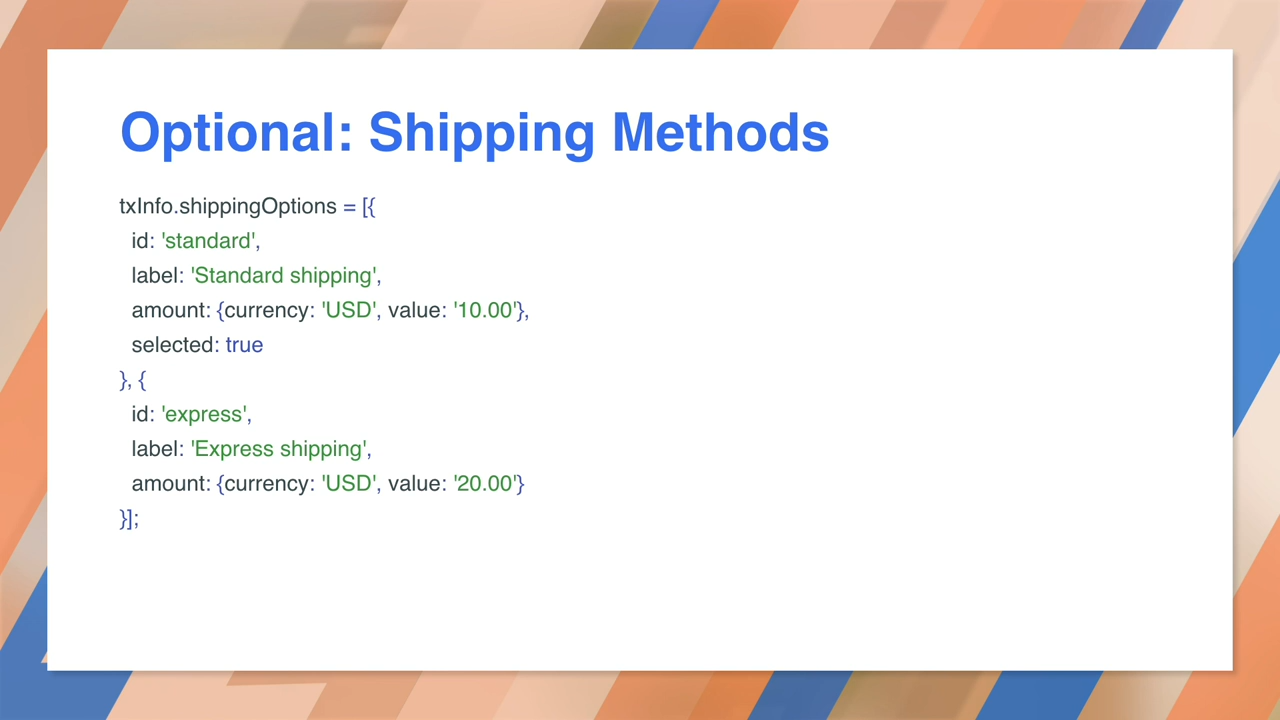 Optional: Shipping Methods
txInfo.shippingOptions = [{
id: 'standard',
label: 'Standard shipping',
amount: {currency: 'USD', value: '10.00'},
selected: true
}, {
id: 'express',
label: 'Express shipping',
amount: {currency: 'USD', value: '20.00'}
}];